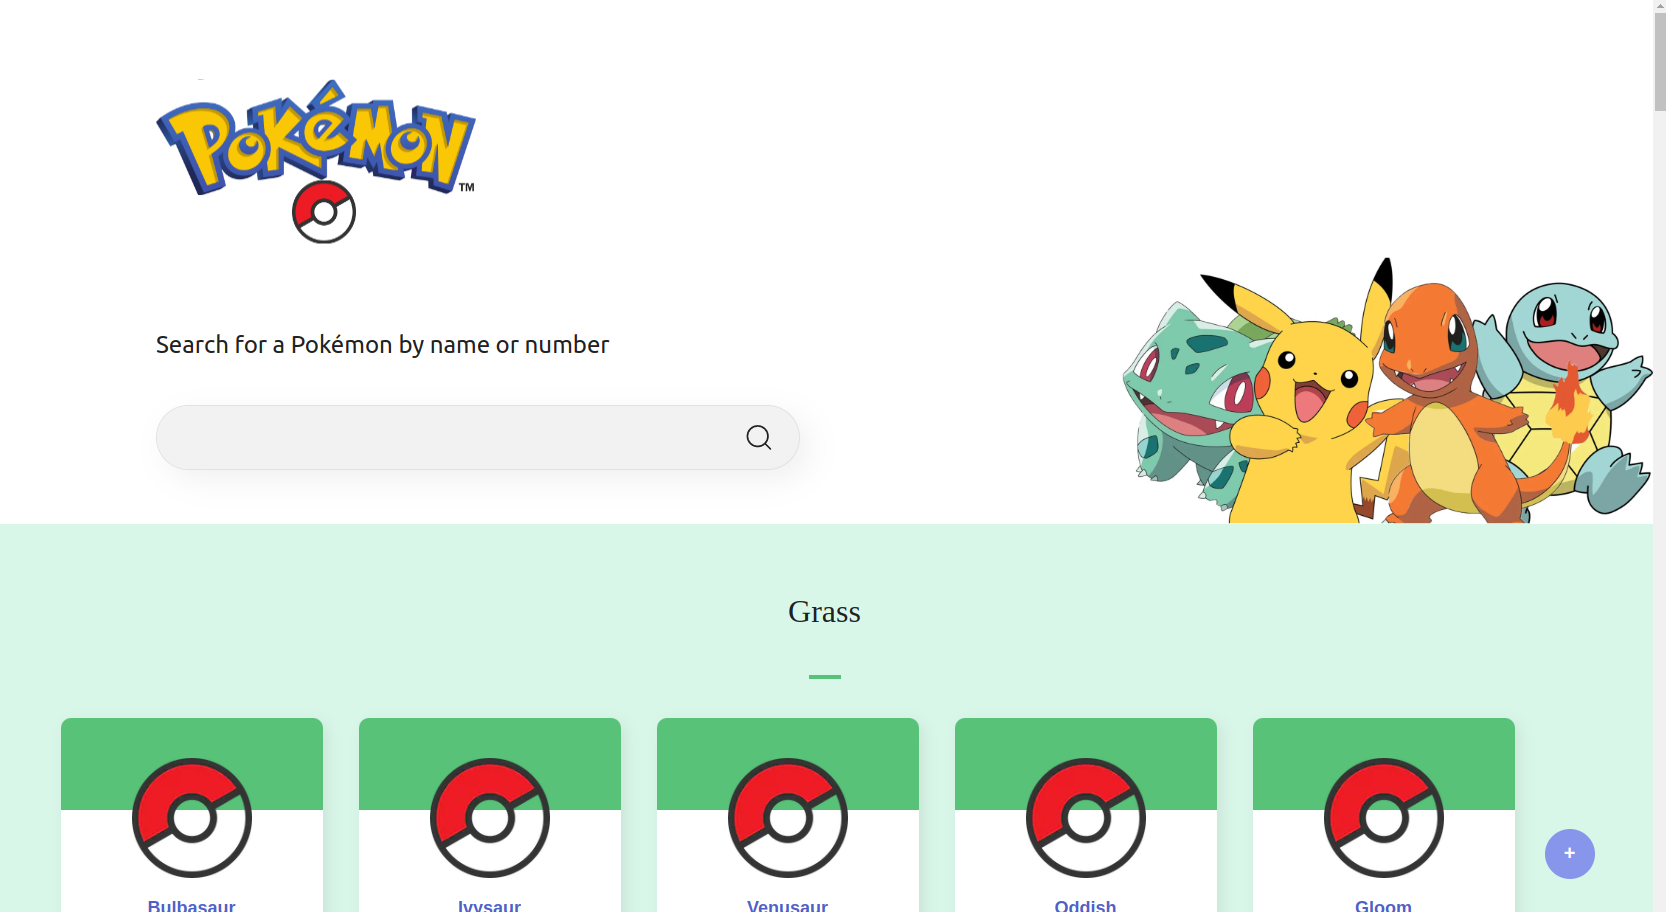 POKéMON TM
Search for a Pokémon by name or number
Grass
Bulbasaur
Ivysaur
Venusaur
Oddish
Gloom
+